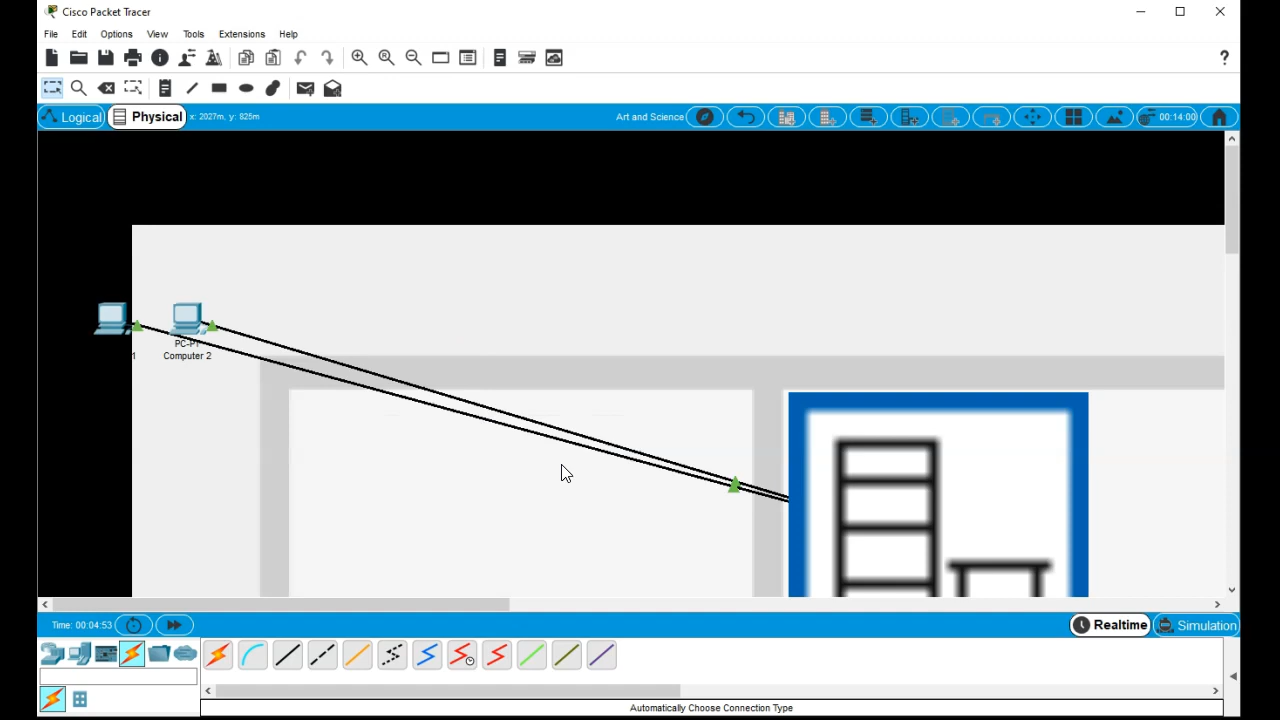 Cisco Packet Tracer
File Edit Options View Tools Extensions Help
?
Logical Physical x: 2027m, y: 825m Art and Science 00:14:00
PC-PT
1 Computer 2
Time: 00:04:53 Realtime Simulation
Automatically Choose Connection Type